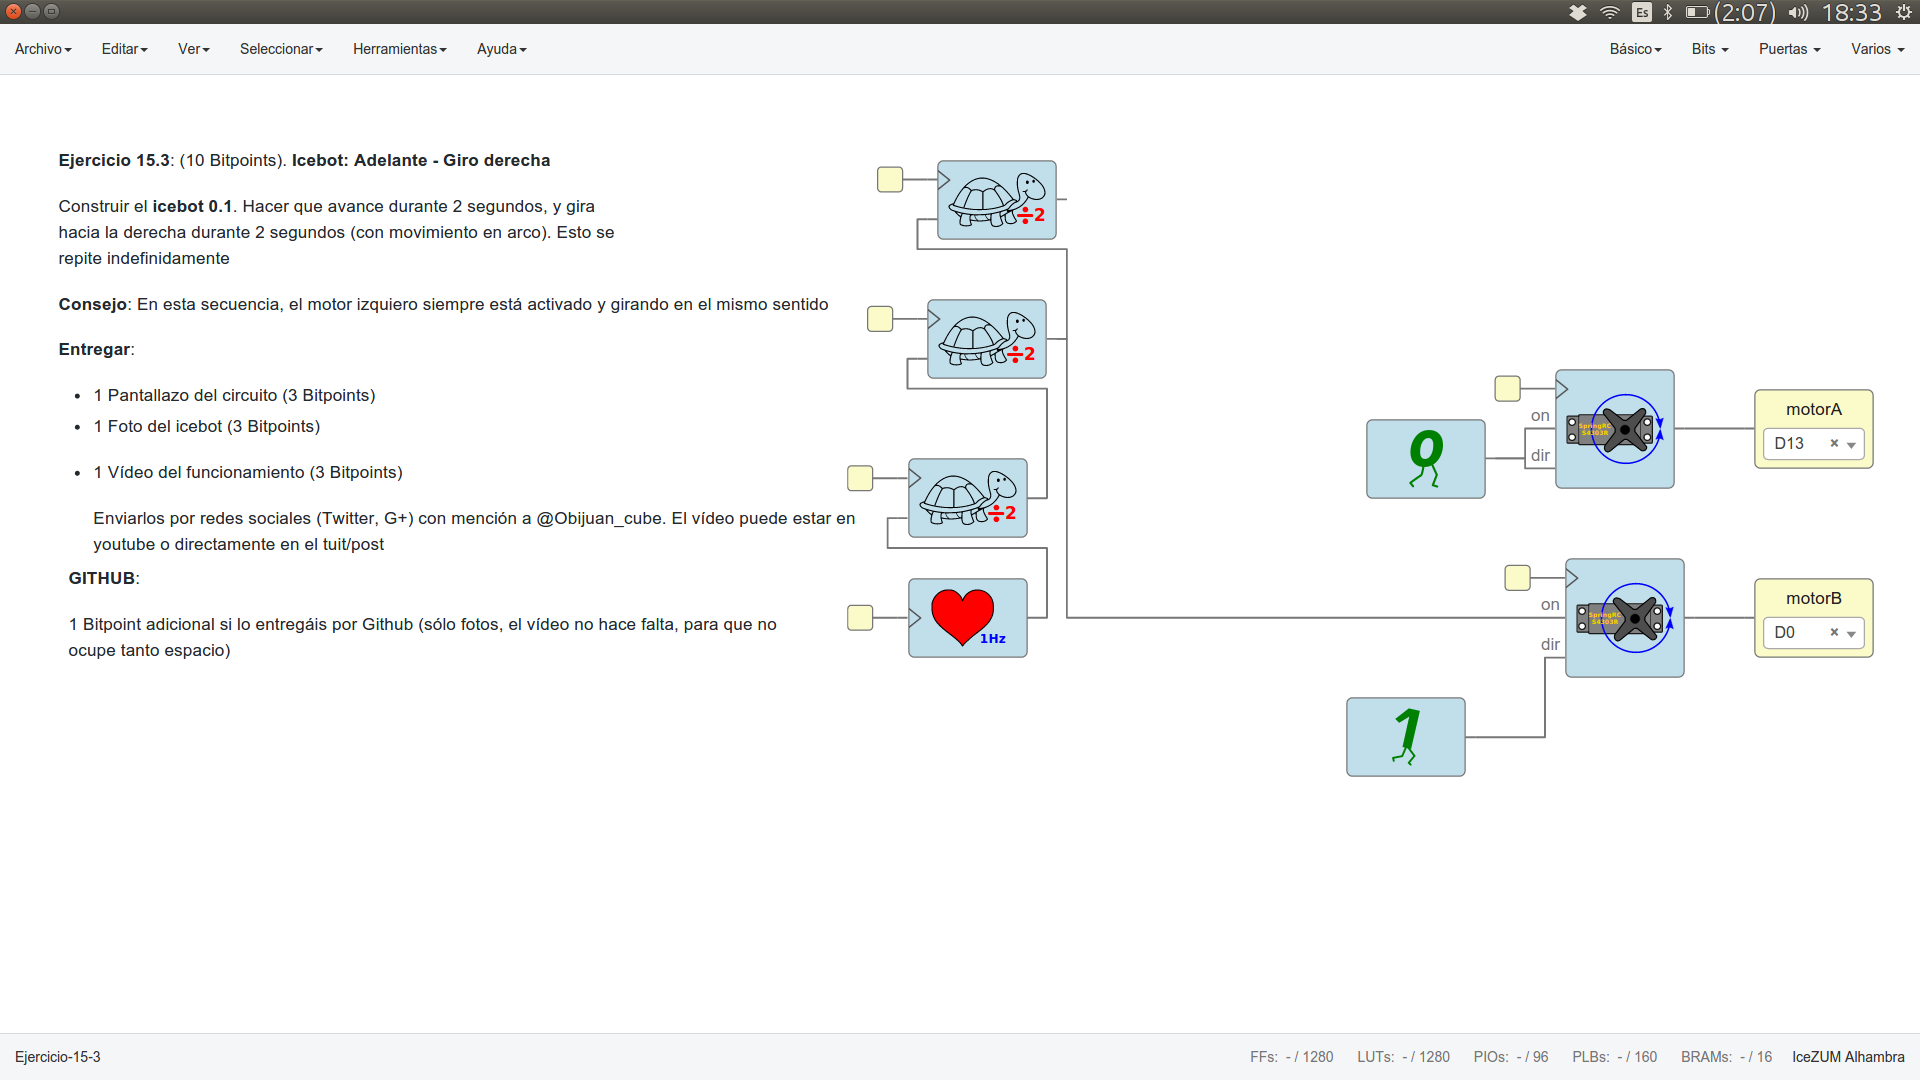 Es (2:07) 18:33
Archivo Editar Ver Seleccionar Herramientas Ayuda Básico Bits Puertas Varios
Ejercicio 15.3: (10 Bitpoints). Icebot: Adelante - Giro derecha
Construir el icebot 0.1. Hacer que avance durante 2 segundos, y gira
hacia la derecha durante 2 segundos (con movimiento en arco). Esto se
repite indefinidamente
Consejo: En esta secuencia, el motor izquiero siempre está activado y girando en el mismo sentido
Entregar:
• 1 Pantallazo del circuito (3 Bitpoints)
• 1 Foto del icebot (3 Bitpoints)
• 1 Vídeo del funcionamiento (3 Bitpoints)
Enviarlos por redes sociales (Twitter, G+) con mención a @Obijuan_cube. El vídeo puede estar en
youtube o directamente en el tuit/post
GITHUB:
1 Bitpoint adicional si lo entregáis por Github (sólo fotos, el vídeo no hace falta, para que no
ocupe tanto espacio)
÷2
÷2
÷2
1Hz
0
on
dir
SpringRC
S4303R
motorA
D13 ×
1
on
dir
SpringRC
S4303R
motorB
D0 ×
Ejercicio-15-3 FFs: - / 1280 LUTs: - / 1280 PIOs: - / 96 PLBs: - / 160 BRAMs: - / 16 IceZUM Alhambra